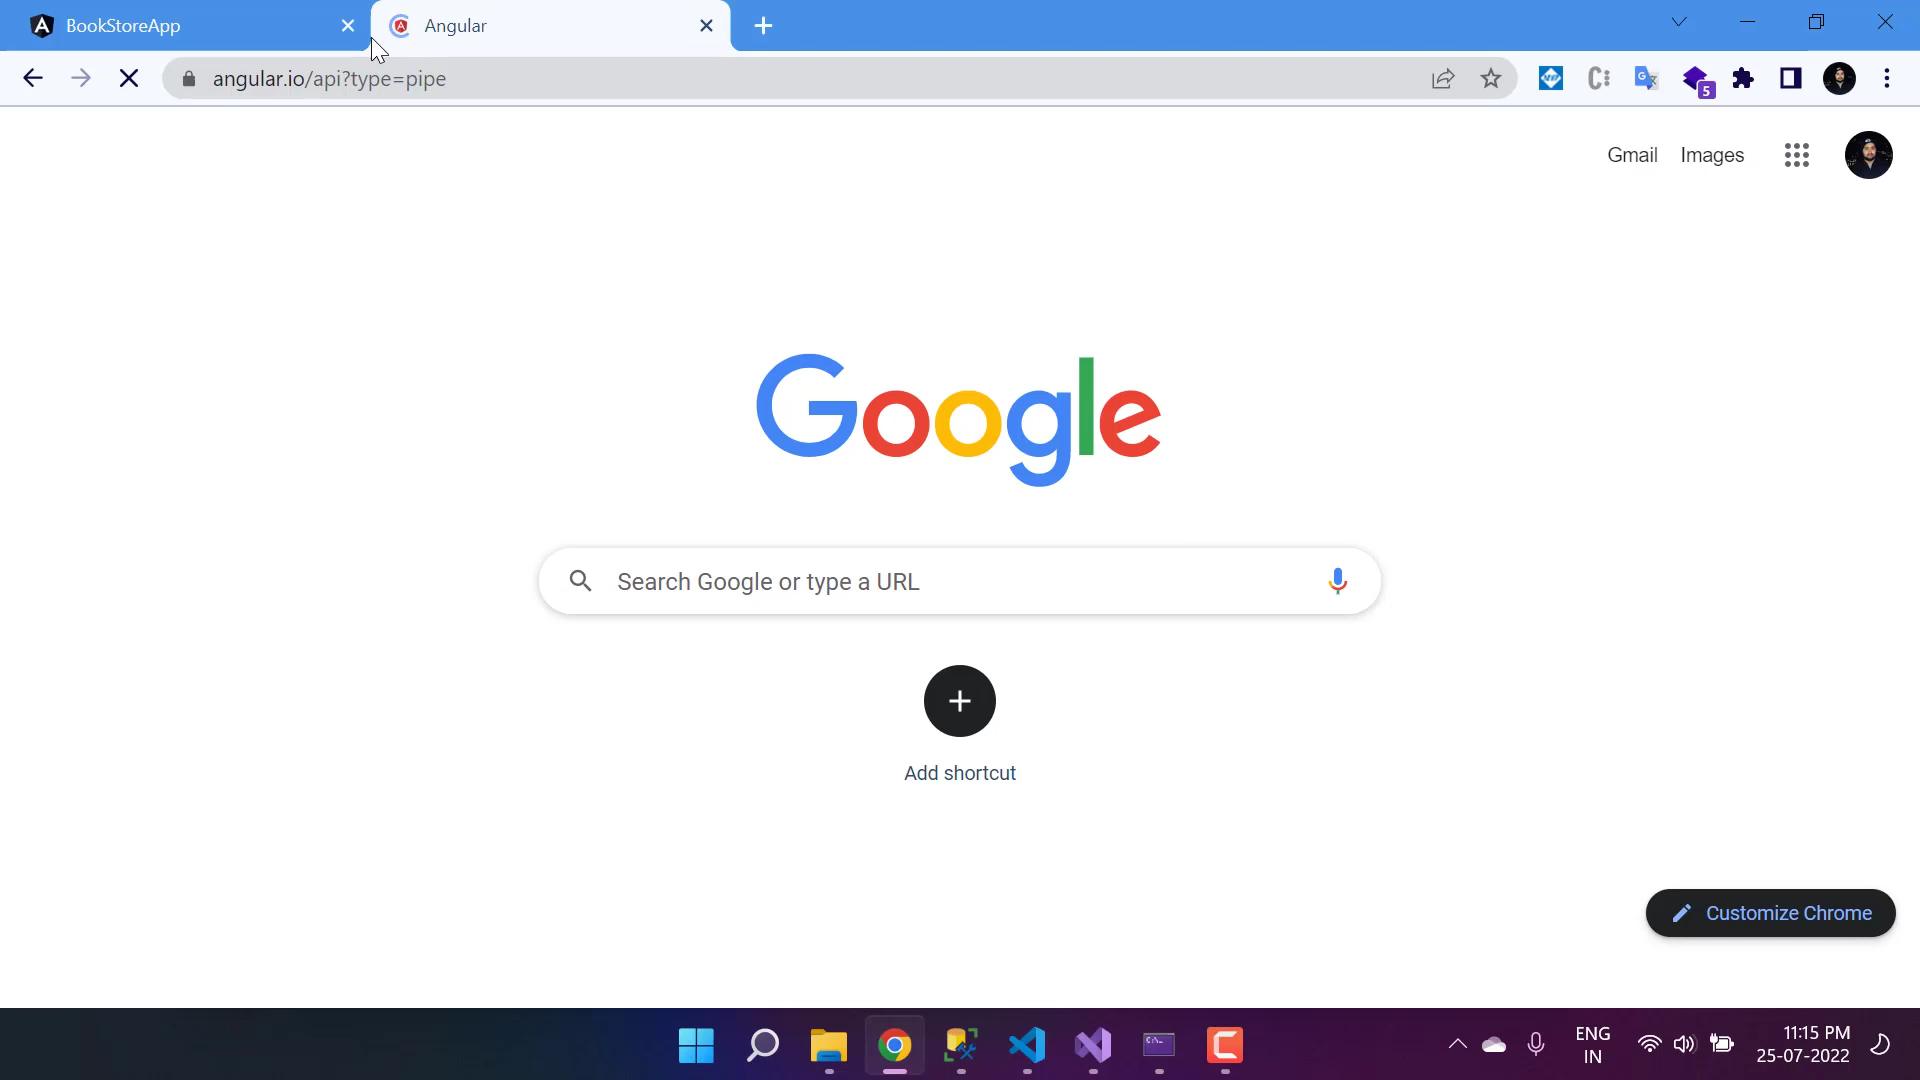 BookStoreApp
Angular
angular.io/api?type=pipe
5
Gmail Images
Google
Search Google or type a URL
Add shortcut
Customize Chrome
ENG
IN
11:15 PM
25-07-2022